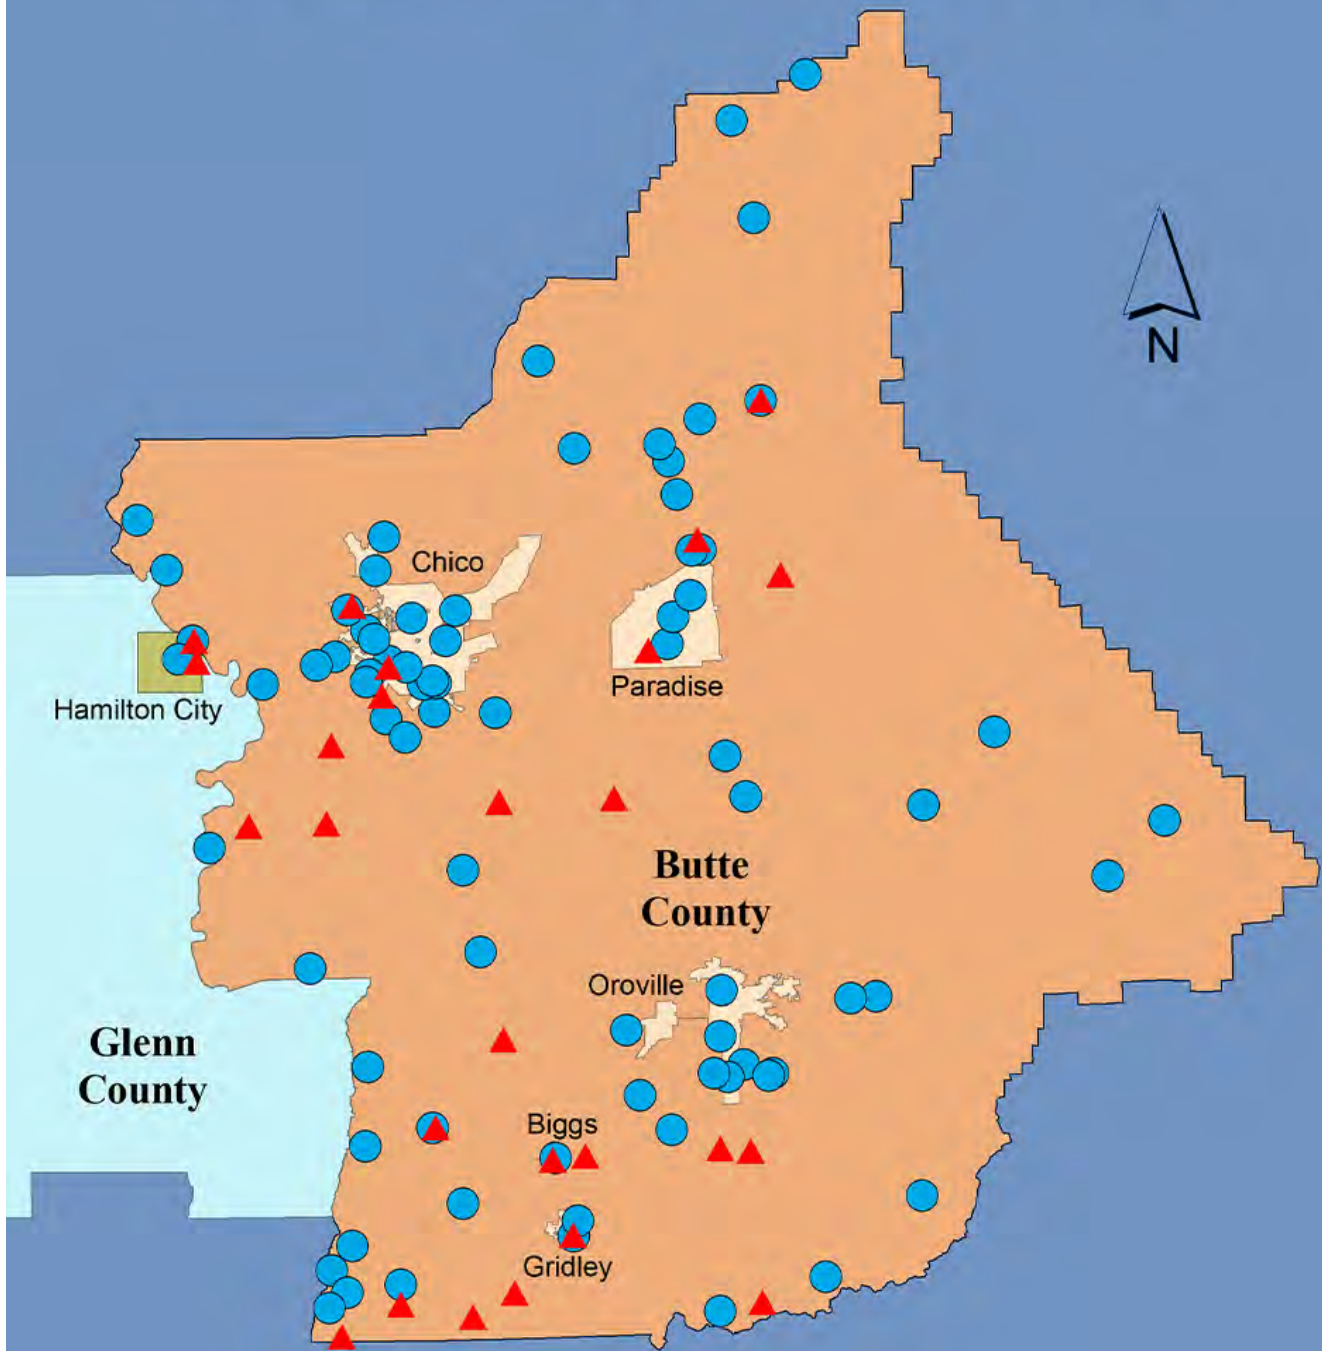 N
Chico
Paradise
Hamilton City
Butte
County
Oroville
Glenn
County
Biggs
Gridley